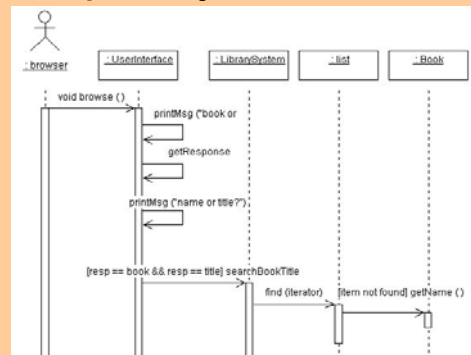 : browser
: UserInterface
: LibrarySystem
: list
: Book
void browse ( )
printMsg ("book or
getResponse
printMsg ("name or title?")
[resp == book && resp == title] searchBookTitle
find (iterator)
[item not found] getName ( )